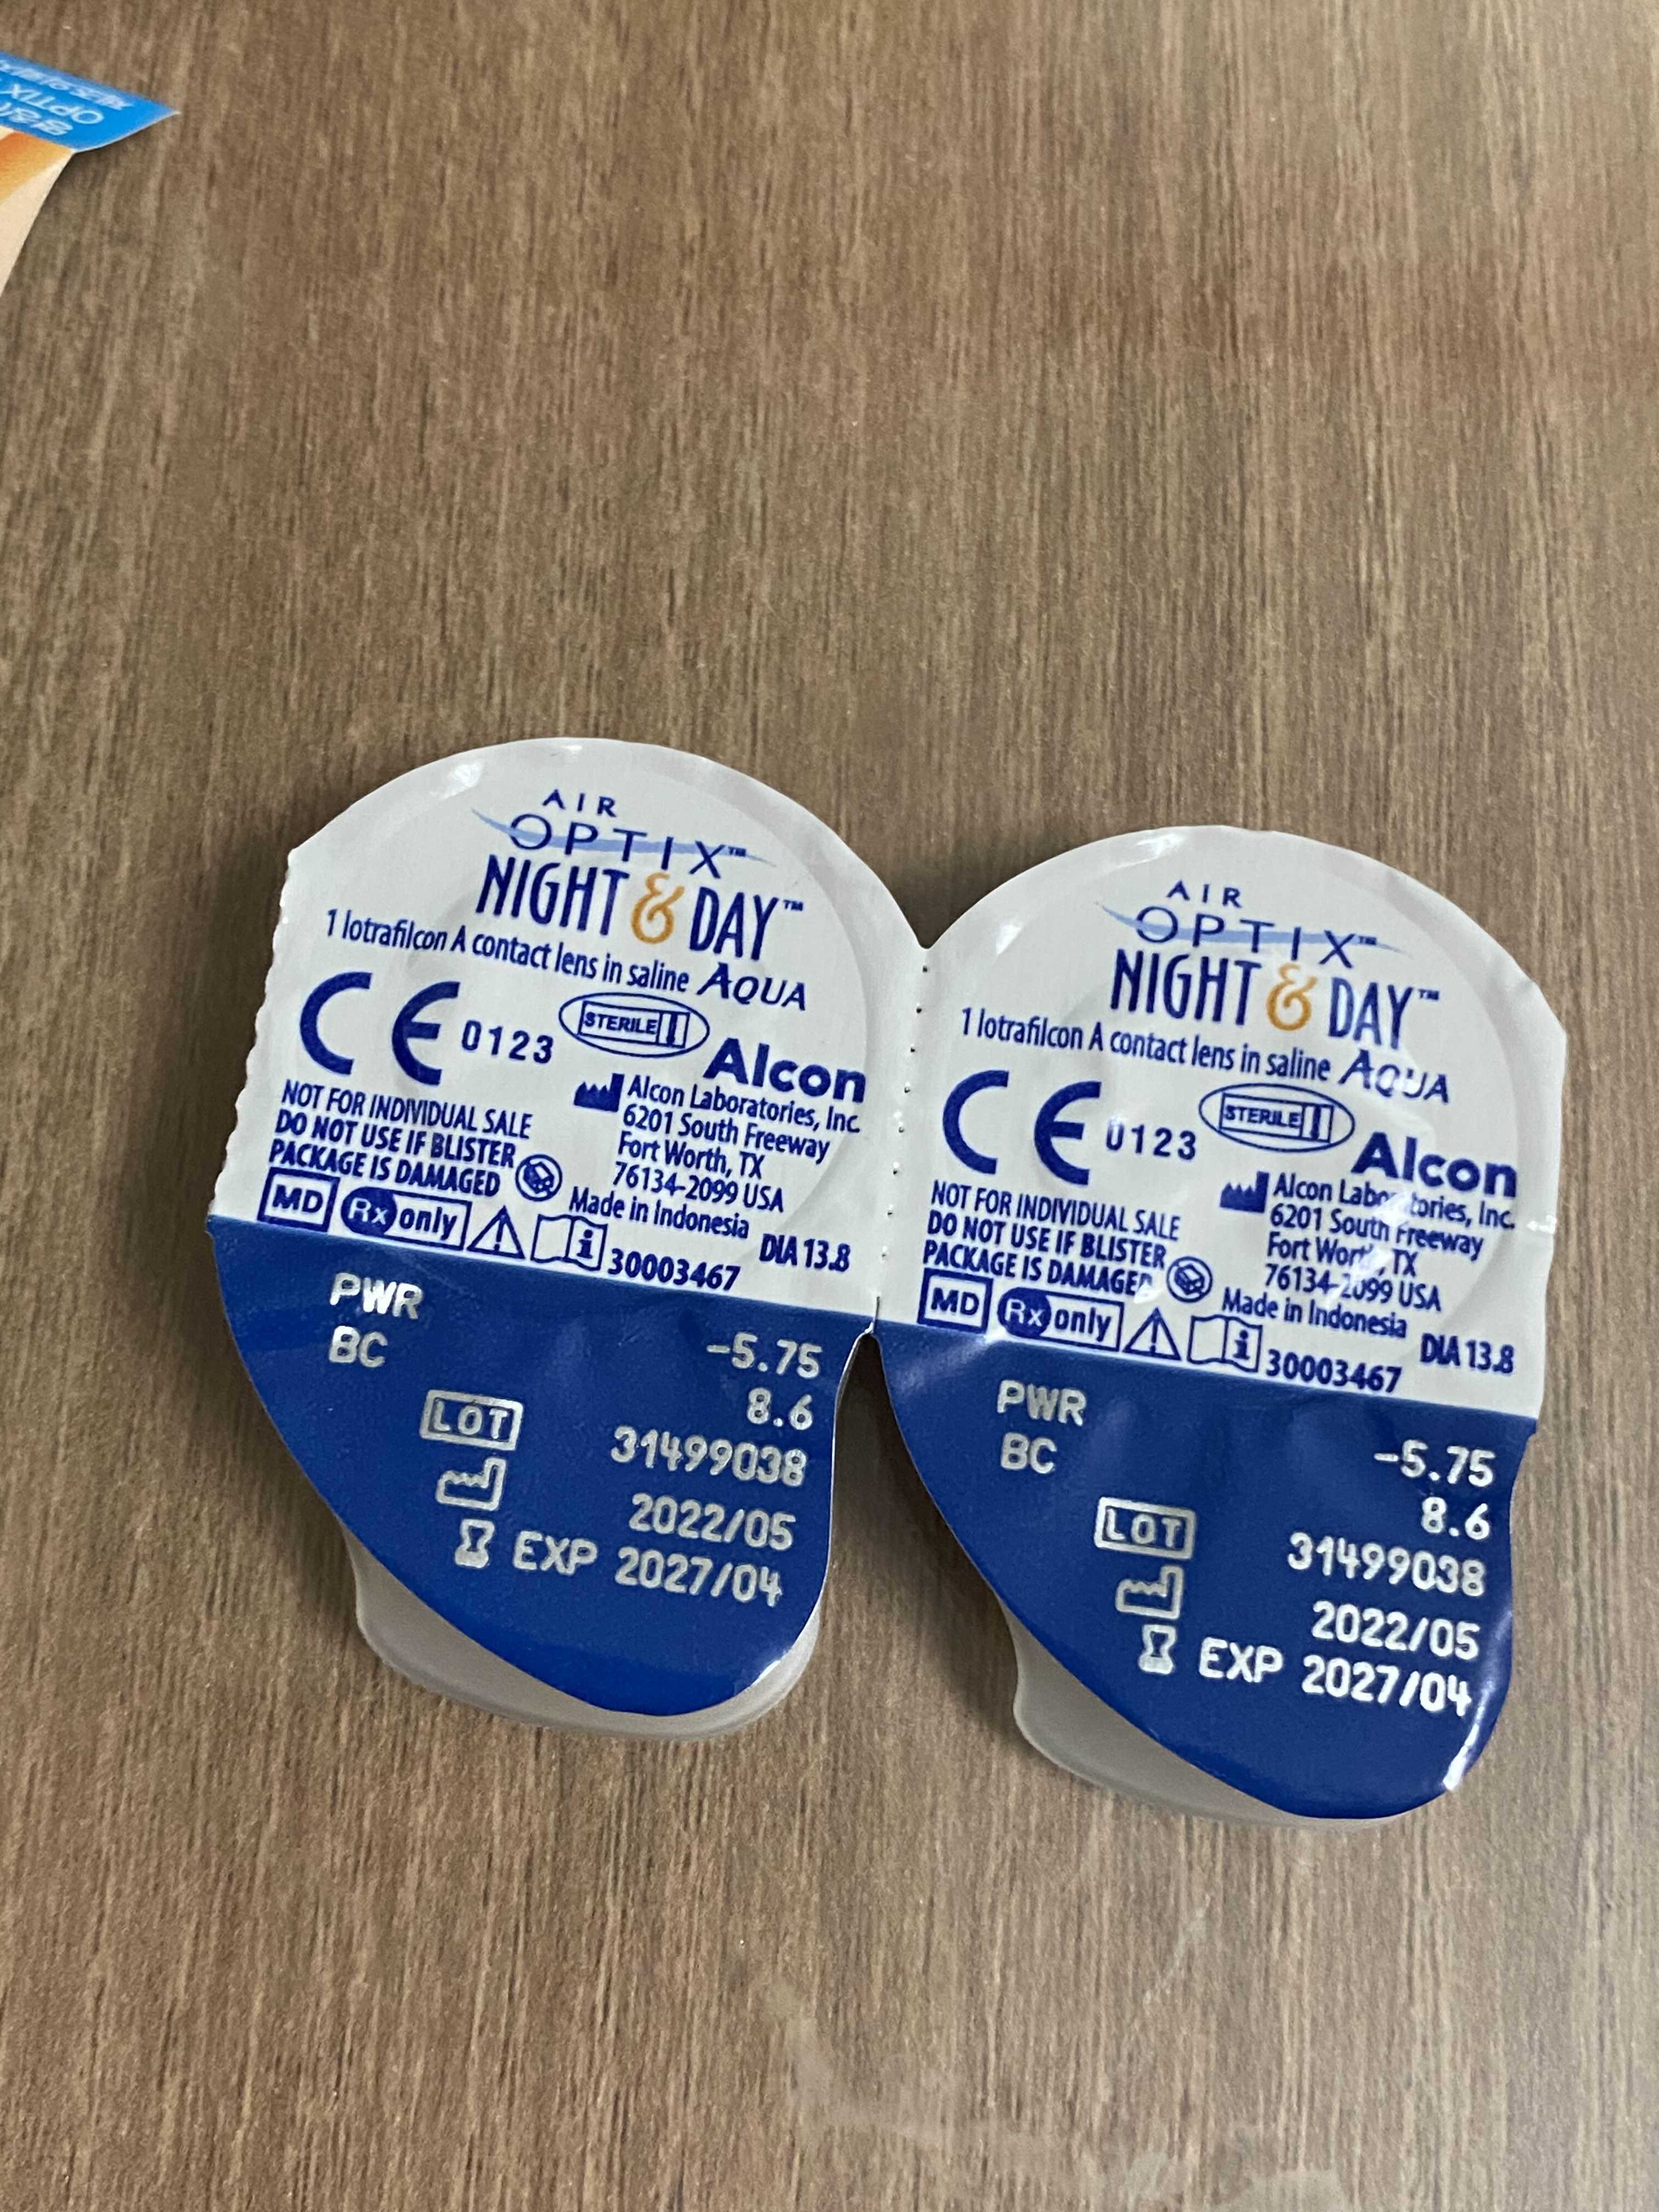 OPTIX
AIR
OPTIX™
NIGHT & DAY™
1 lotrafilcon A contact lens in saline AQUA
CE 0123 STERILE
Alcon
NOT FOR INDIVIDUAL SALE
DO NOT USE IF BLISTER
PACKAGE IS DAMAGED
Alcon Laboratories, Inc.
6201 South Freeway
Fort Worth, TX
76134-2099 USA
Made in Indonesia
MD Rx only i 30003467 DIA 13.8
PWR -5.75
BC 8.6
LOT 31499038
2022/05
EXP 2027/04
AIR
OPTIX™
NIGHT & DAY™
1 lotrafilcon A contact lens in saline AQUA
CE 0123 STERILE
Alcon
NOT FOR INDIVIDUAL SALE
DO NOT USE IF BLISTER
PACKAGE IS DAMAGED
Alcon Laboratories, Inc.
6201 South Freeway
Fort Worth, TX
76134-2099 USA
Made in Indonesia
MD Rx only i 30003467 DIA 13.8
PWR -5.75
BC 8.6
LOT 31499038
2022/05
EXP 2027/04